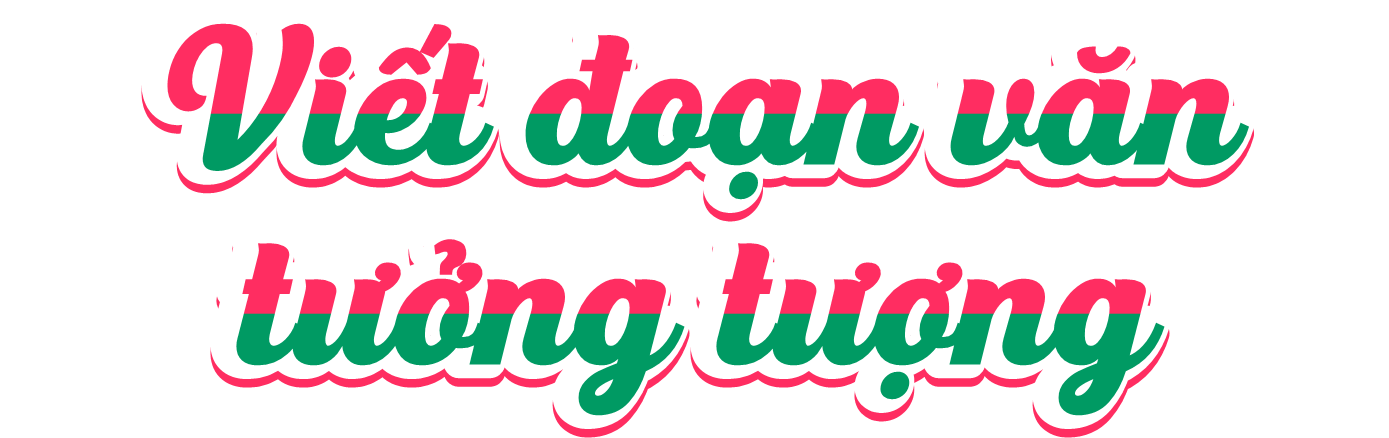 Viết đoạn văn
tưởng tượng